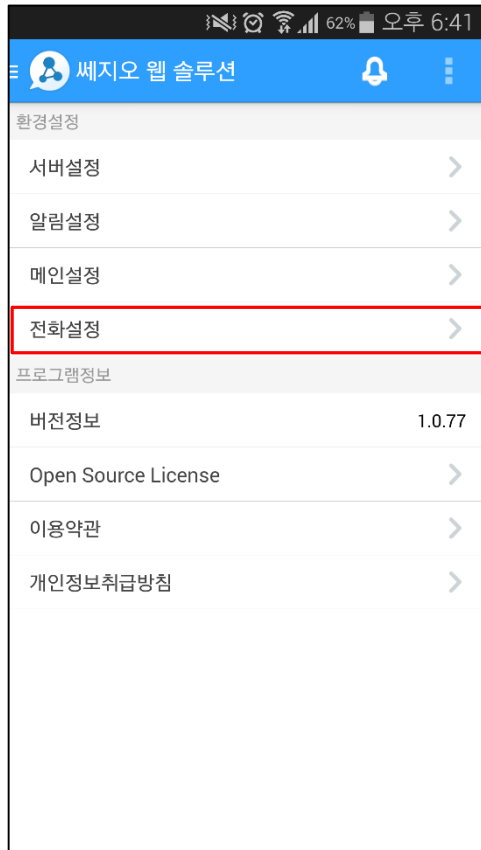 62% 오후 6:41
쎄지오 웹 솔루션
환경설정
서버설정
알림설정
메인설정
전화설정
프로그램정보
버전정보 1.0.77
Open Source License
이용약관
개인정보취급방침